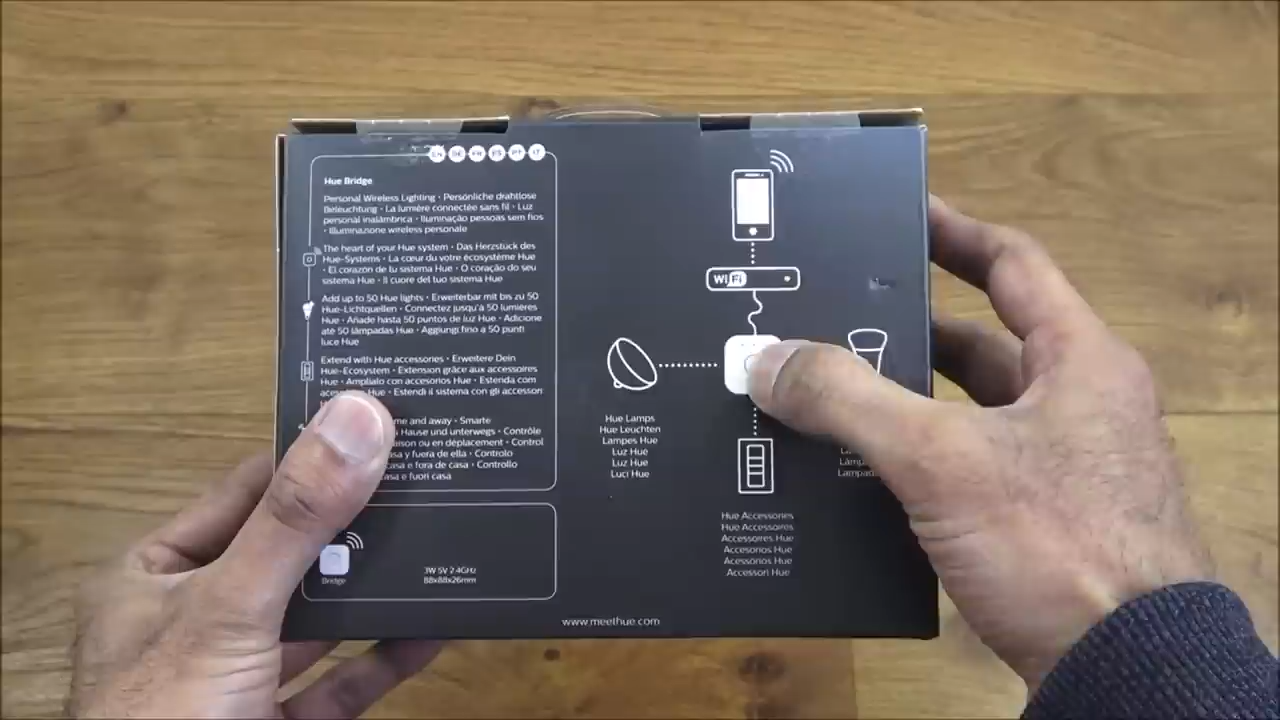 EN DE FR ES PT IT
Hue Bridge
Personal Wireless Lighting • Persönliche drahtlose
Beleuchtung • La lumière connectée sans fil • Luz
personal inalámbrica • Iluminação pessoas sem fios
• Illuminazione wireless personale
The heart of your Hue system • Das Herzstück des
Hue-Systems • La cœur du votre écosystème Hue
• El corazon de tu sistema Hue • O coração do seu
sistema Hue • Il cuore del tuo sistema Hue
Add up to 50 Hue lights • Erweiterbar mit bis zu 50
Hue-Lichtquellen • Connectez jusqu'à 50 lumières
Hue • Añade hasta 50 puntos de luz Hue • Adicione
até 50 lâmpadas Hue • Aggiungi fino a 50 punti
luce Hue
Extend with Hue accessories • Erweitere Dein
Hue-Ecosystem • Extension grâce aux accessoires
Hue • Amplíalo con accesorios Hue • Estenda com
Hue • Estendi il sistema con gli accessori
me and away • Smarte
Hause und unterwegs • Contrôle
aison ou en déplacement • Control
asa y fuera de ella • Controlo
casa e fora de casa • Controllo
casa e fuori casa
Bridge
3W 5V 2.4GHz
88x88x26mm
WiFi
Hue Lamps
Hue Leuchten
Lampes Hue
Luz Hue
Luz Hue
Luci Hue
Hue Accessories
Hue Accessoires
Accessoires Hue
Accesorios Hue
Acessórios Hue
Accessori Hue
www.meethue.com